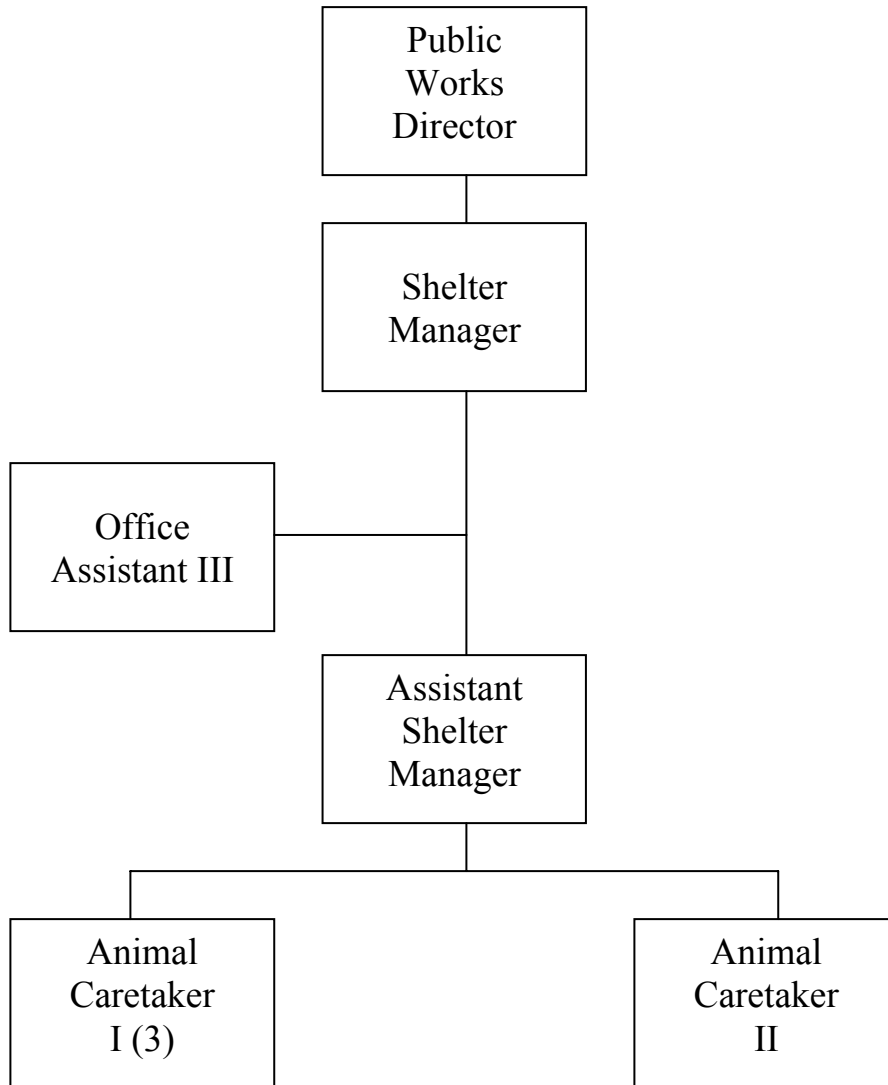 Public
Works
Director
Shelter
Manager
Office
Assistant III
Assistant
Shelter
Manager
Animal
Caretaker
I (3)
Animal
Caretaker
II